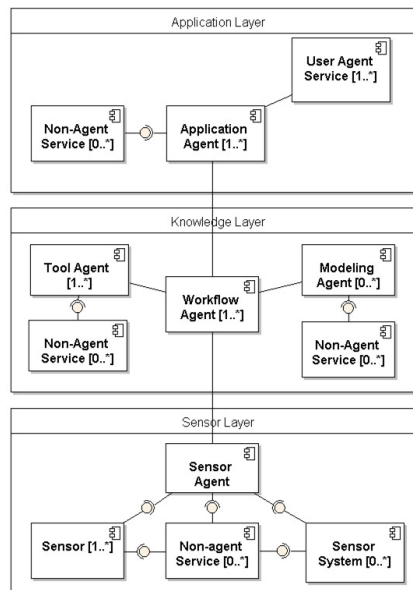 Application Layer
User Agent
Service [1..*]
Non-Agent
Service [0..*]
Application
Agent [1..*]
Knowledge Layer
Tool Agent
[1..*]
Modeling
Agent [0..*]
Workflow
Agent [1..*]
Non-Agent
Service [0..*]
Non-Agent
Service [0..*]
Sensor Layer
Sensor
Agent
Sensor [1..*]
Non-agent
Service [0..*]
Sensor
System [0..*]